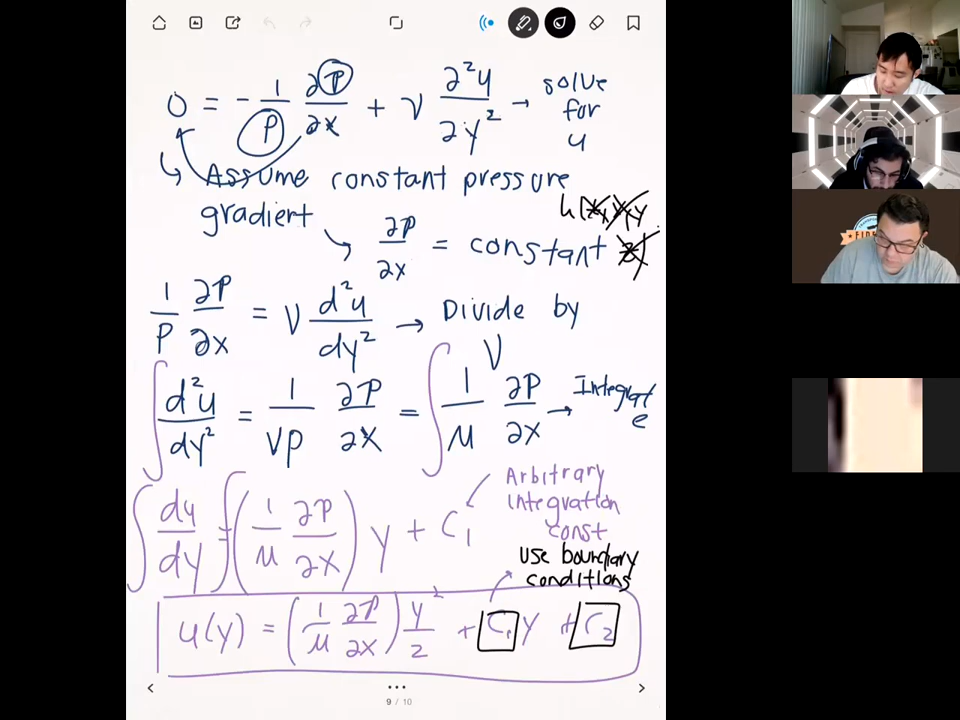 0 = - 1/ρ ∂P/∂x + ν ∂²u/∂y² → solve for u
↳ Assume constant pressure
gradient → ∂P/∂x = constant
1/ρ ∂P/∂x = ν d²u/dy² → Divide by ν
∫ d²u/dy² = 1/νρ ∂P/∂x = ∫ 1/μ ∂P/∂x → Integrate
Arbitrary
integration
const
∫ du/dy = ∫ (1/μ ∂P/∂x) y + C₁
use boundary
conditions
u(y) = (1/μ ∂P/∂x) y²/2 + C₁y + C₂
9 / 10